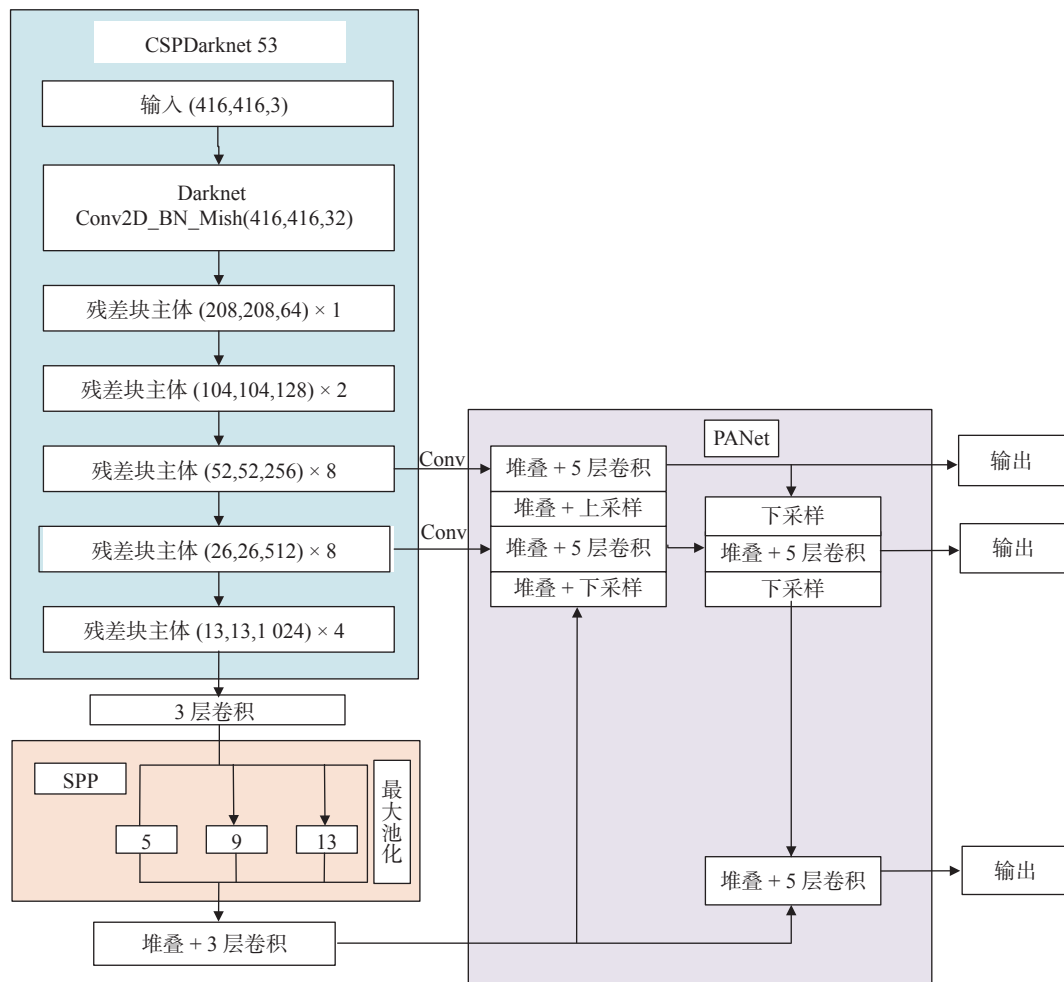 CSPDarknet 53
输入 (416,416,3)
Darknet
Conv2D_BN_Mish(416,416,32)
残差块主体 (208,208,64) × 1
残差块主体 (104,104,128) × 2
残差块主体 (52,52,256) × 8
残差块主体 (26,26,512) × 8
残差块主体 (13,13,1 024) × 4
3 层卷积
SPP
5
9
13
最大池化
堆叠 + 3 层卷积
Conv
Conv
PANet
堆叠 + 5 层卷积
堆叠 + 上采样
堆叠 + 5 层卷积
堆叠 + 下采样
下采样
堆叠 + 5 层卷积
下采样
堆叠 + 5 层卷积
输出
输出
输出